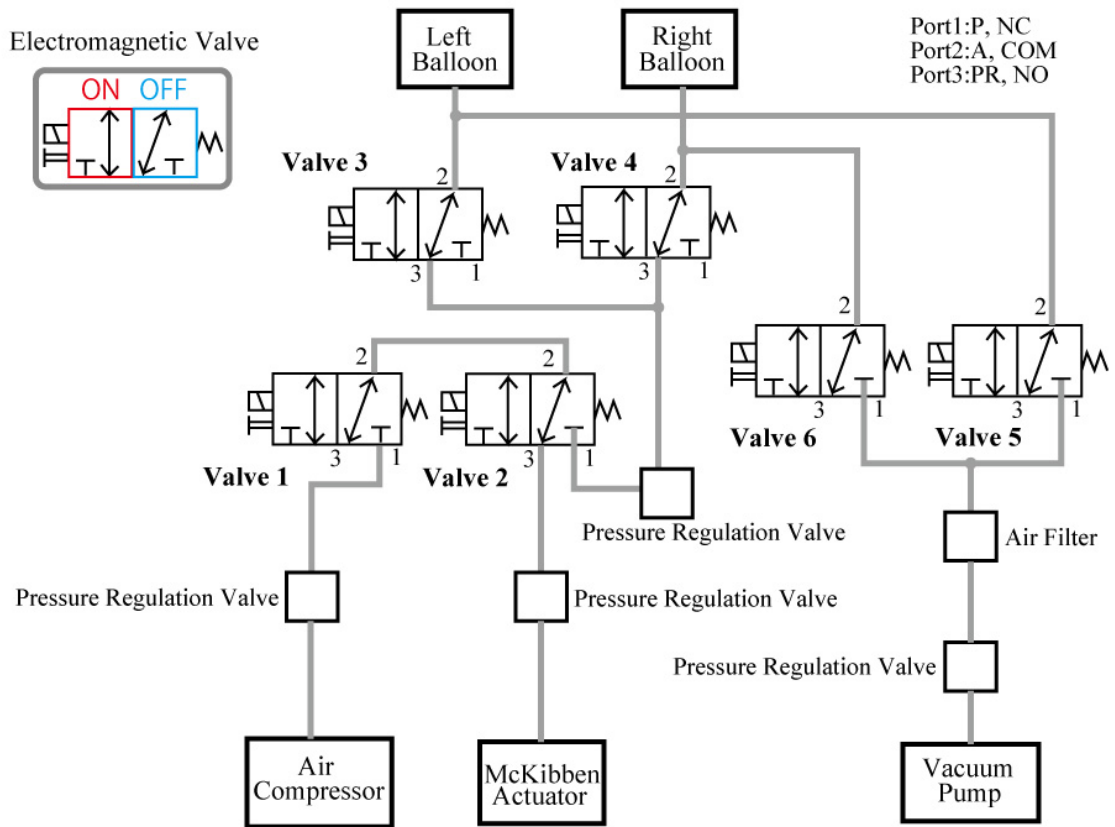 Electromagnetic Valve
ON OFF
Left
Balloon
Right
Balloon
Port1:P, NC
Port2:A, COM
Port3:PR, NO
Valve 3
2
3
1
Valve 4
2
3
1
Valve 1
2
3
1
Valve 2
2
3
1
Valve 6
2
3
1
Valve 5
2
3
1
Pressure Regulation Valve
Air Filter
Pressure Regulation Valve
Pressure Regulation Valve
Pressure Regulation Valve
Air
Compressor
McKibben
Actuator
Vacuum
Pump